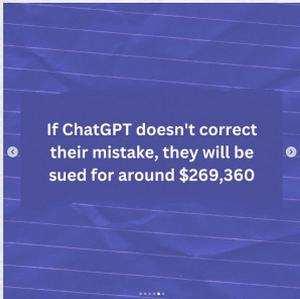 If ChatGPT doesn't correct
their mistake, they will be
sued for around $269,360